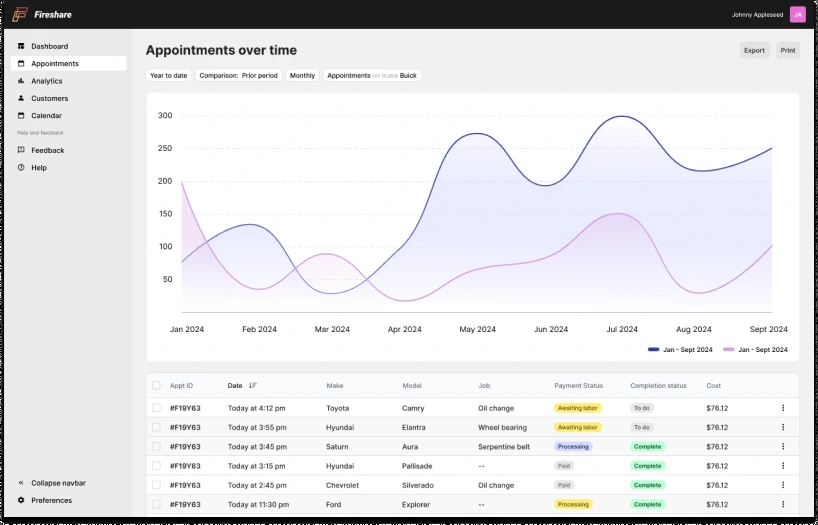 Fireshare
Johnny Appleseed JA
Dashboard
Appointments
Analytics
Customers
Calendar
Help and feedback
Feedback
Help
Collapse navbar
Preferences
Appointments over time
Export Print
Year to date Comparison: Prior period Monthly Appointments on make Buick
300
250
200
150
100
50
Jan 2024 Feb 2024 Mar 2024 Apr 2024 May 2024 Jun 2024 Jul 2024 Aug 2024 Sept 2024
Jan - Sept 2024 Jan - Sept 2024
Appt ID Date Make Model Job Payment Status Completion status Cost
#F19Y63 Today at 4:12 pm Toyota Camry Oil change Awaiting labor To do $76.12
#F19Y63 Today at 3:55 pm Hyundai Elantra Wheel bearing Awaiting labor To do $76.12
#F19Y63 Today at 3:45 pm Saturn Aura Serpentine belt Processing Complete $76.12
#F19Y63 Today at 3:15 pm Hyundai Pallisade -- Paid Complete $76.12
#F19Y63 Today at 2:45 pm Chevrolet Silverado Oil change Paid Complete $76.12
#F19Y63 Today at 11:30 pm Ford Explorer -- Processing Complete $76.12